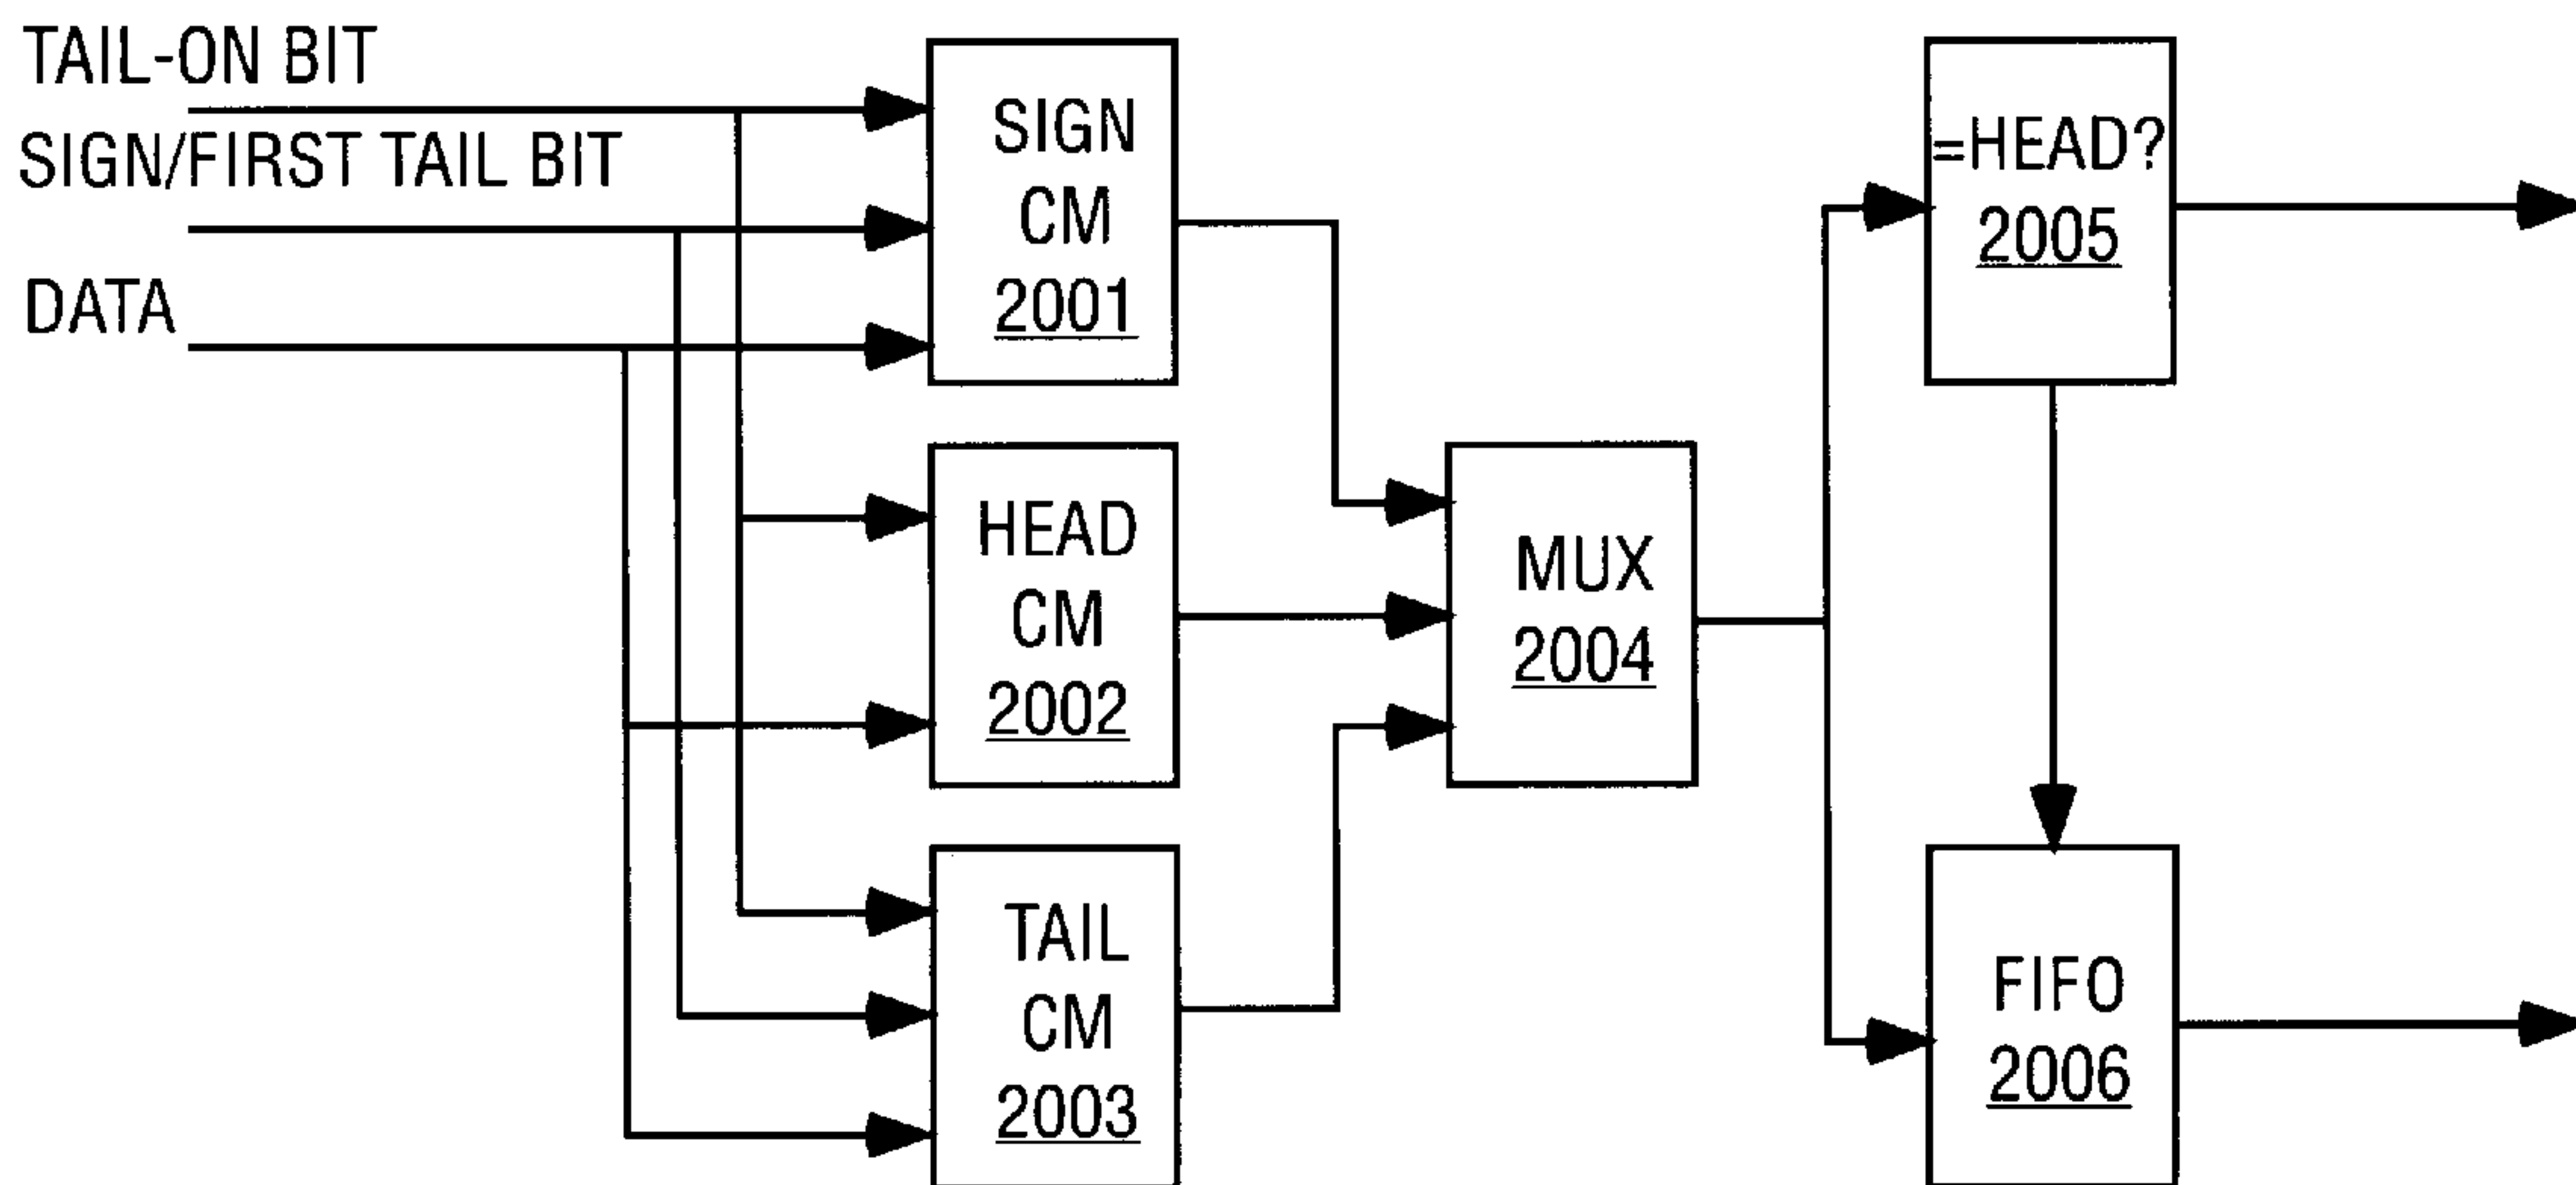 TAIL-ON BIT
SIGN/FIRST TAIL BIT
DATA
SIGN
CM
2001
HEAD
CM
2002
TAIL
CM
2003
MUX
2004
=HEAD?
2005
FIFO
2006